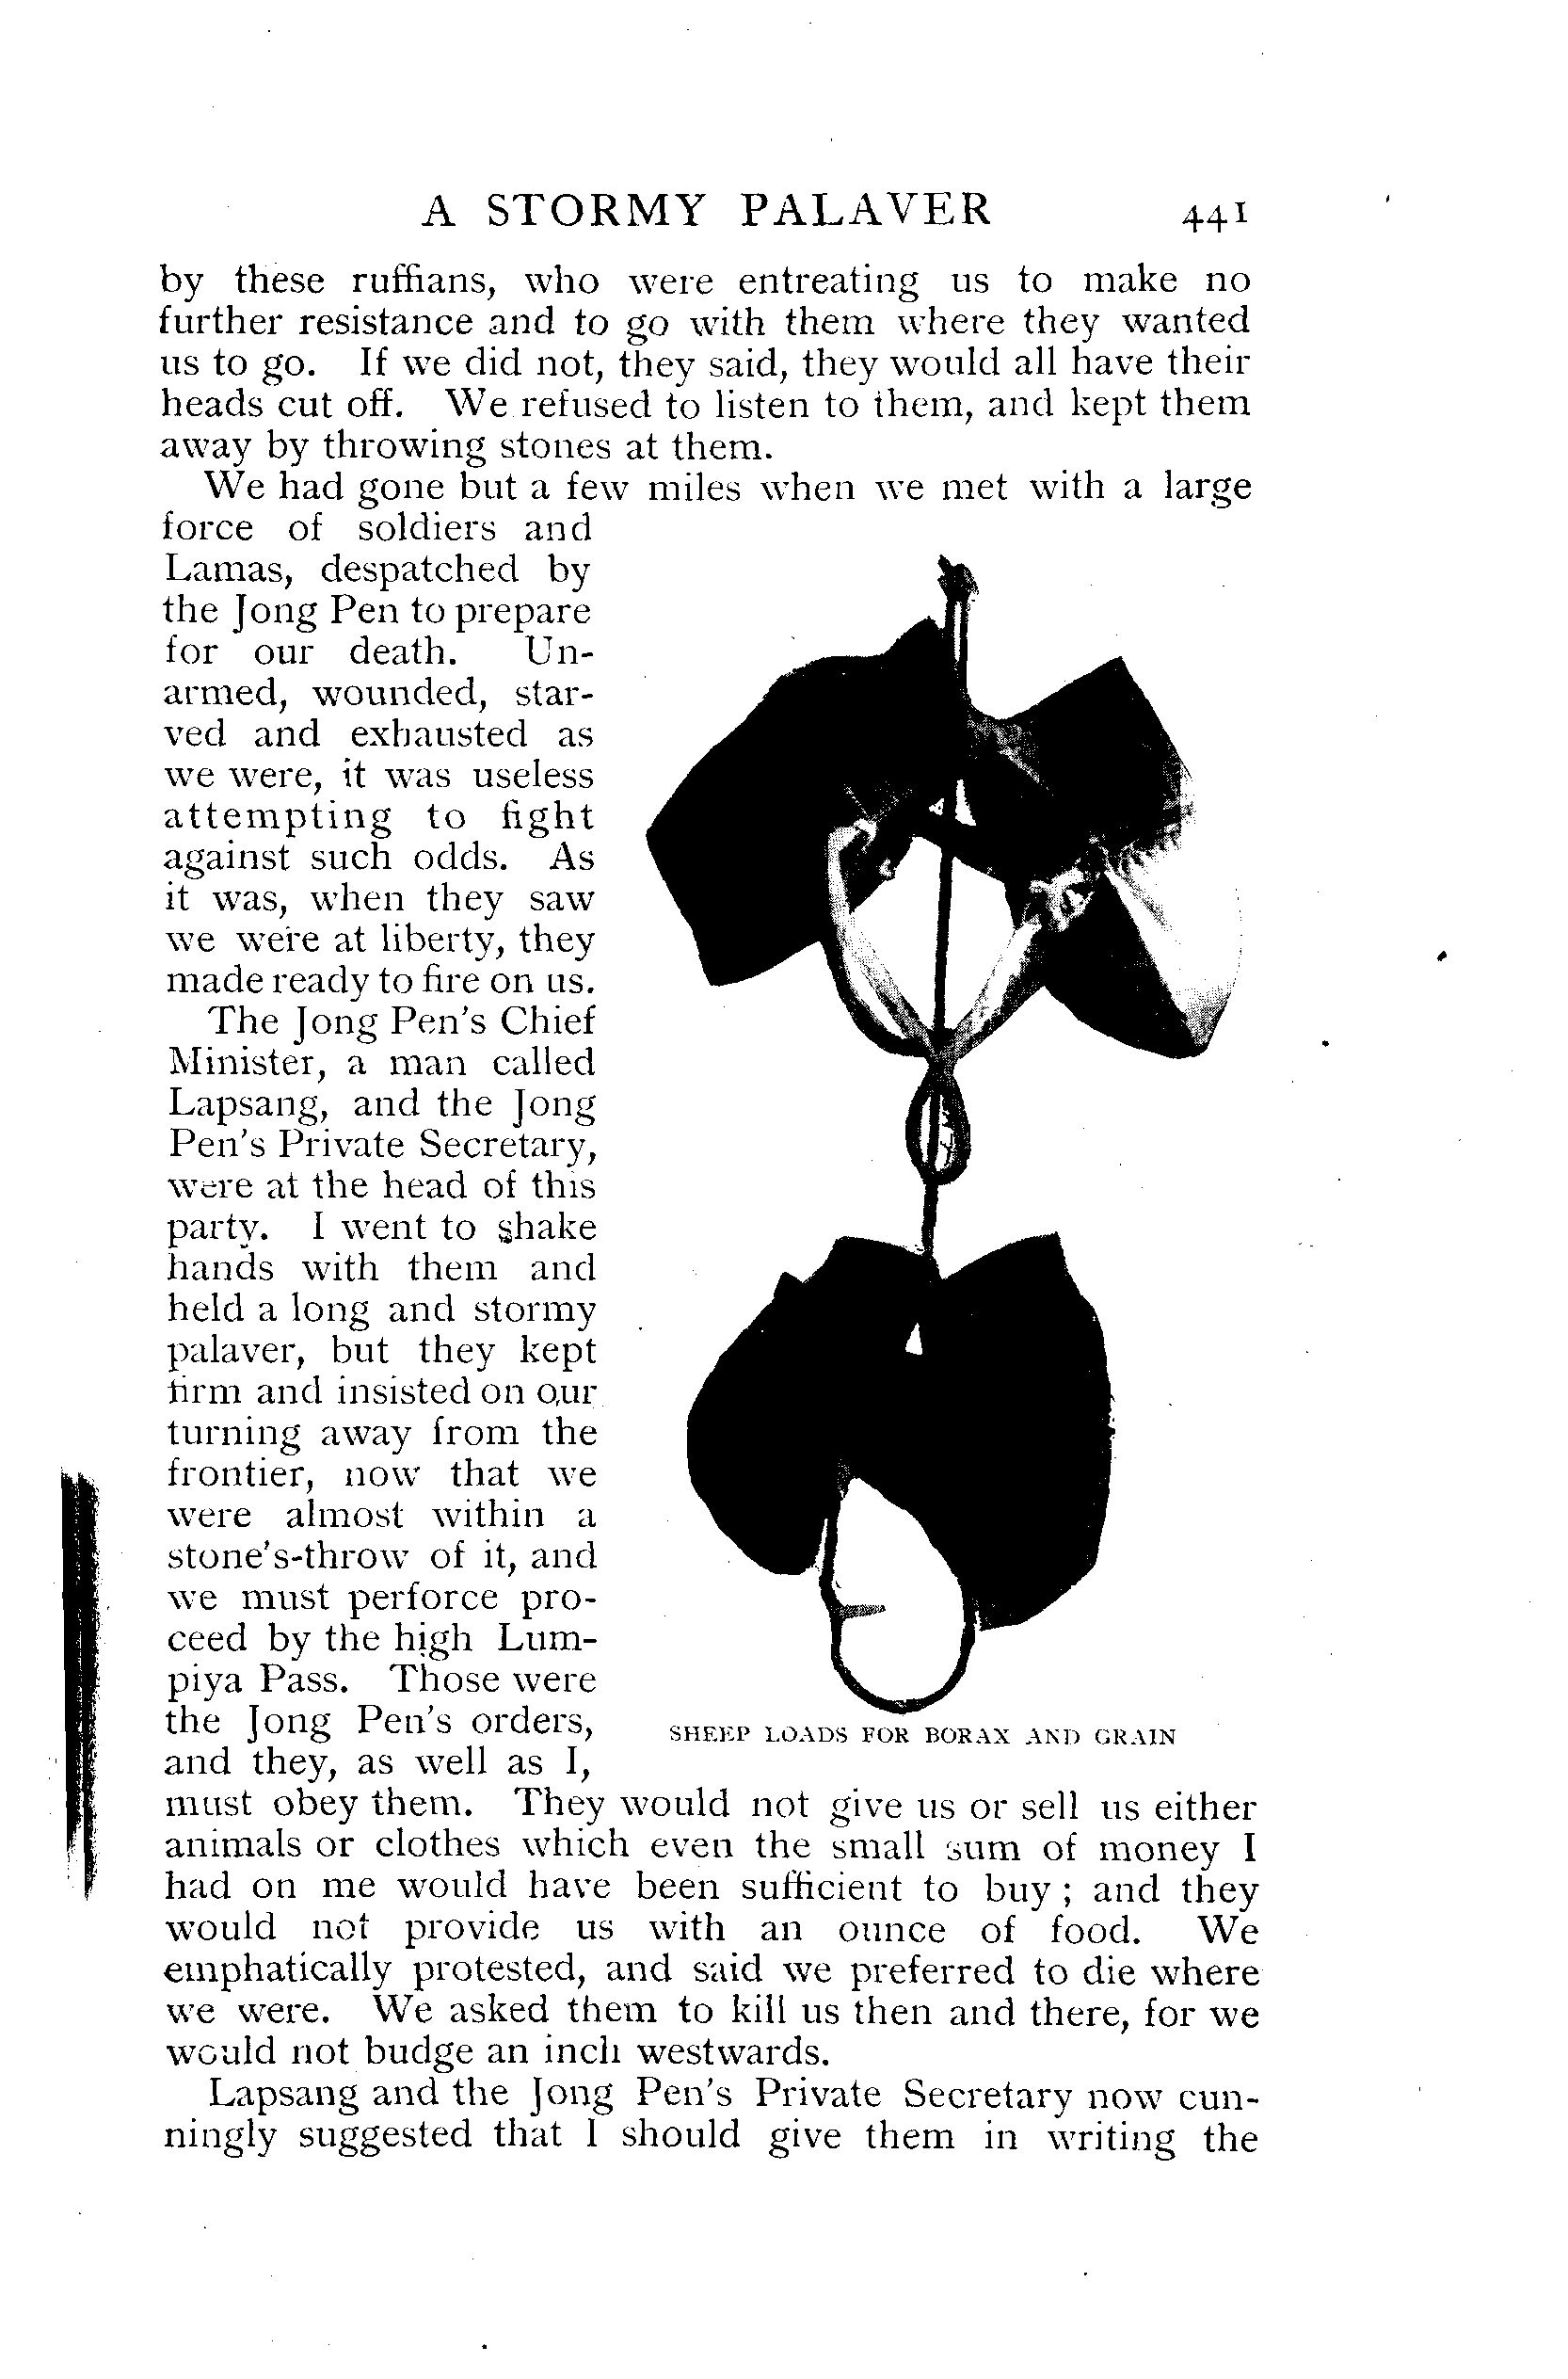 A STORMY PALAVER 441
by these ruffians, who were entreating us to make no
further resistance and to go with them where they wanted
us to go. If we did not, they said, they would all have their
heads cut off. We refused to listen to them, and kept them
away by throwing stones at them.
We had gone but a few miles when we met with a large
force of soldiers and
Lamas, despatched by
the Jong Pen to prepare
for our death. Un-
armed, wounded, star-
ved and exhausted as
we were, it was useless
attempting to fight
against such odds. As
it was, when they saw
we were at liberty, they
made ready to fire on us.
The Jong Pen's Chief
Minister, a man called
Lapsang, and the Jong
Pen's Private Secretary,
were at the head of this
party. I went to shake
hands with them and
held a long and stormy
palaver, but they kept
firm and insisted on our
turning away from the
frontier, now that we
were almost within a
stone's-throw of it, and
we must perforce pro-
ceed by the high Lum-
piya Pass. Those were
the Jong Pen's orders,
and they, as well as I,
SHEEP LOADS FOR BORAX AND GRAIN
must obey them. They would not give us or sell us either
animals or clothes which even the small sum of money I
had on me would have been sufficient to buy; and they
would not provide us with an ounce of food. We
emphatically protested, and said we preferred to die where
we were. We asked them to kill us then and there, for we
would not budge an inch westwards.
Lapsang and the Jong Pen's Private Secretary now cun-
ningly suggested that I should give them in writing the